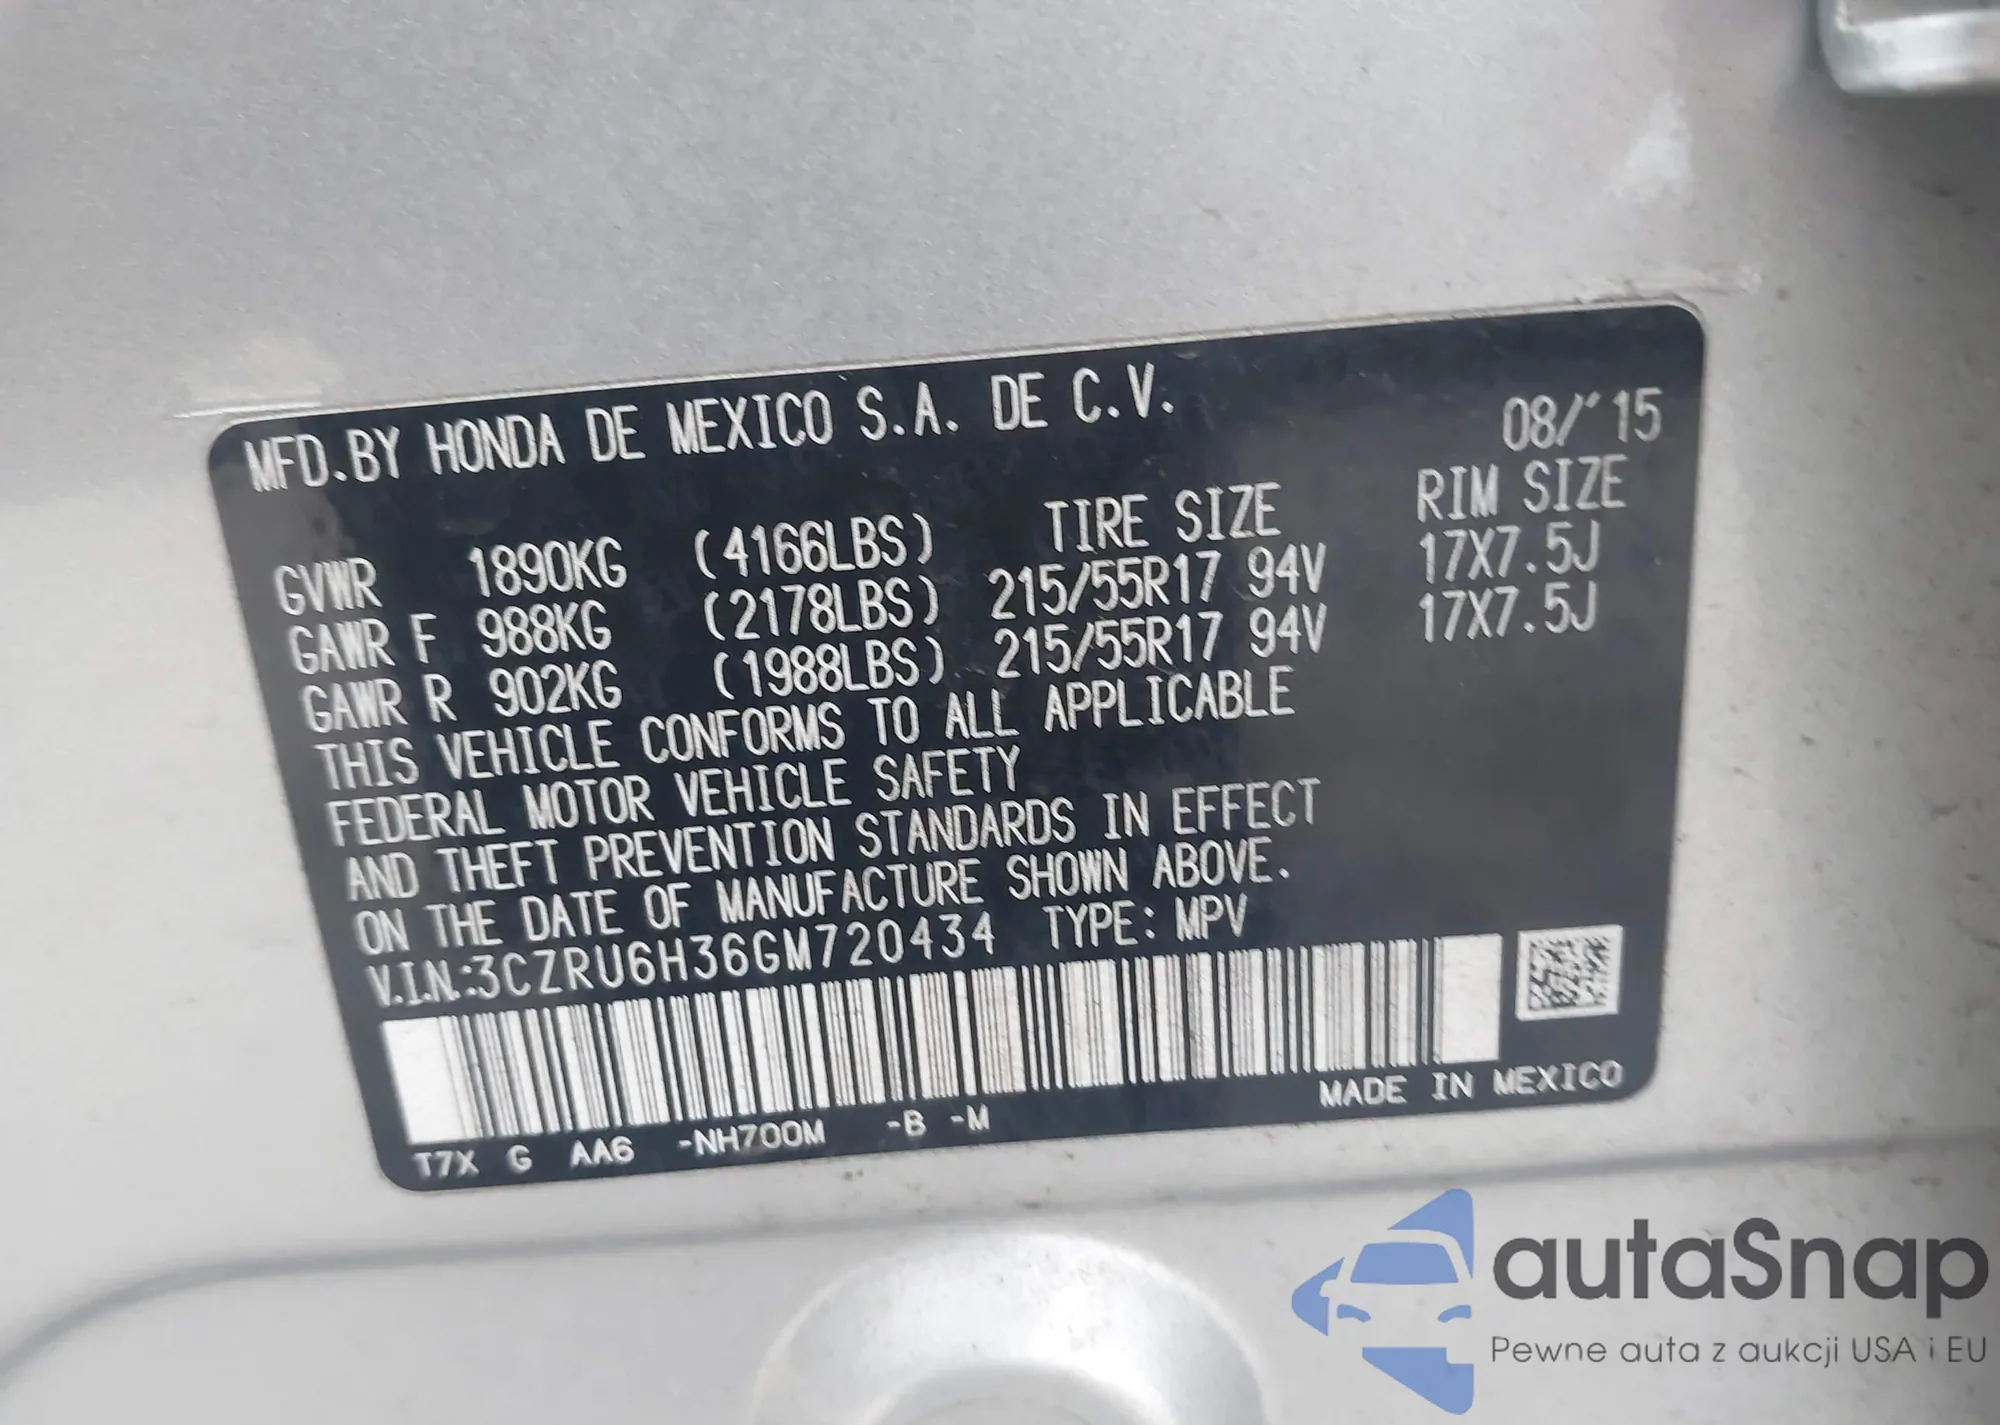 MFD.BY HONDA DE MEXICO S.A. DE C.V.
08/'15
TIRE SIZE RIM SIZE
GVWR 1890KG (4166LBS)
GAWR F 988KG (2178LBS) 215/55R17 94V 17X7.5J
GAWR R 902KG (1988LBS) 215/55R17 94V 17X7.5J
THIS VEHICLE CONFORMS TO ALL APPLICABLE
FEDERAL MOTOR VEHICLE SAFETY
AND THEFT PREVENTION STANDARDS IN EFFECT
ON THE DATE OF MANUFACTURE SHOWN ABOVE.
V.I.N.:3CZRU6H36GM720434 TYPE: MPV
MADE IN MEXICO
T7X G AA6 -NH700M -B -M
autaSnap
Pewne auta z aukcji USA i EU